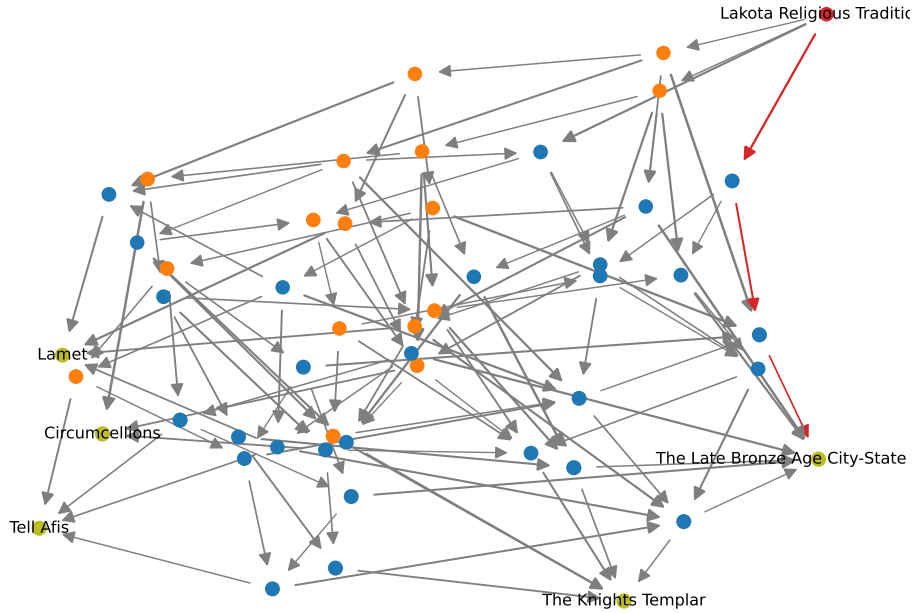 Lakota Religious Traditio
Lamet
Circumcellions
The Late Bronze Age City-State
Tell Afis
The Knights Templar